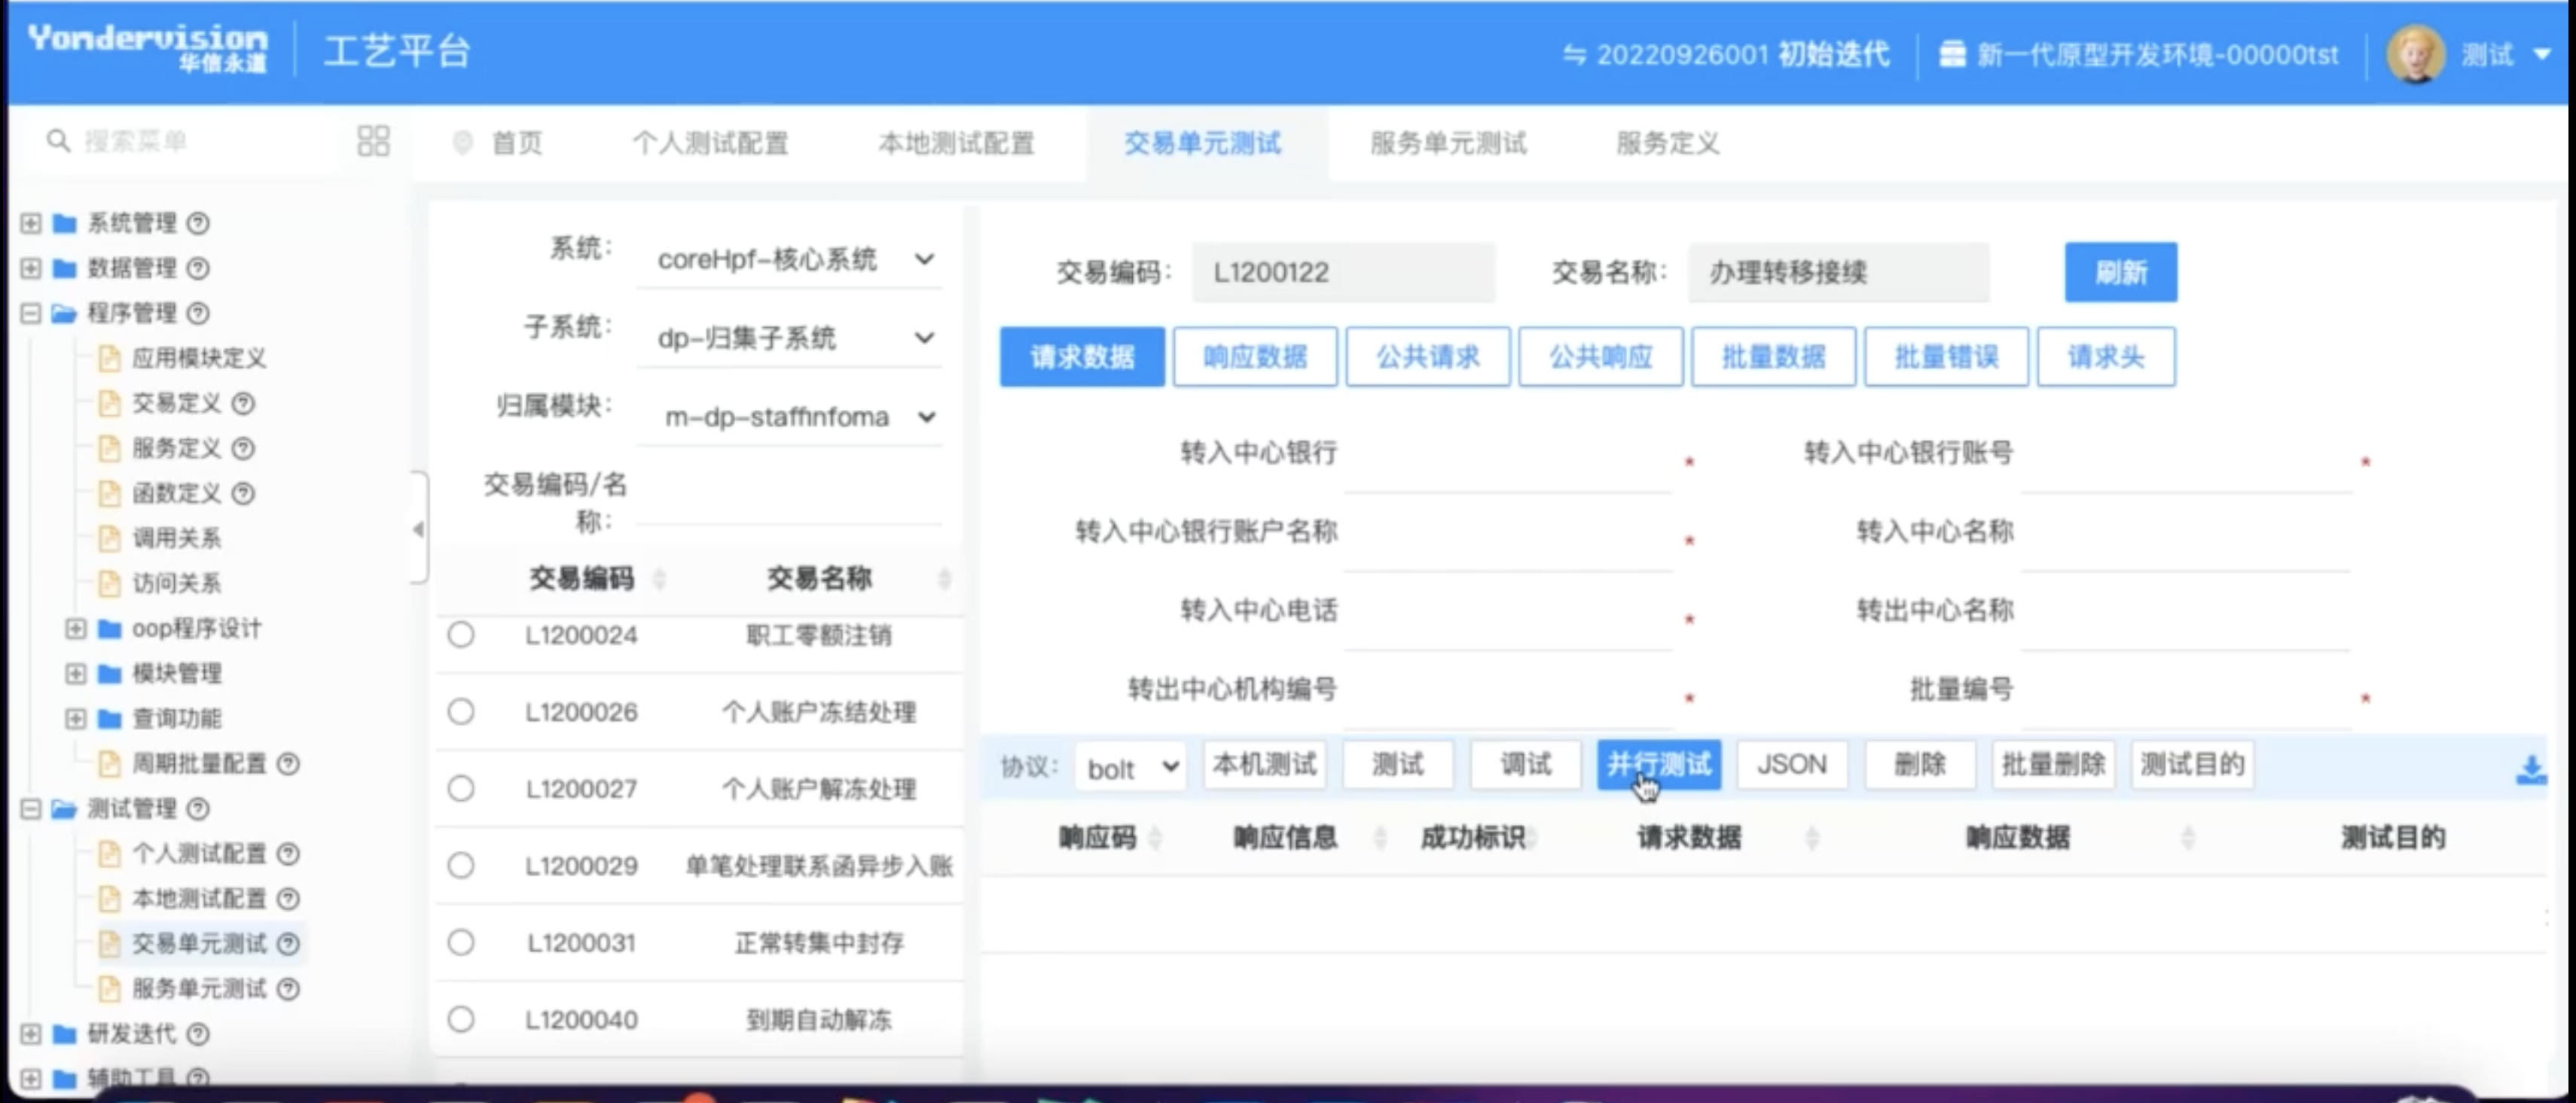 Yondervision
华信永道
工艺平台
20220926001 初始迭代
新一代原型开发环境-00000tst
测试
搜索菜单
首页
个人测试配置
本地测试配置
交易单元测试
服务单元测试
服务定义
系统管理
数据管理
程序管理
应用模块定义
交易定义
服务定义
函数定义
调用关系
访问关系
oop程序设计
模块管理
查询功能
周期批量配置
测试管理
个人测试配置
本地测试配置
交易单元测试
服务单元测试
研发迭代
辅助工具
系统: coreHpf-核心系统
子系统: dp-归集子系统
归属模块: m-dp-staffinfoma
交易编码/名
称:
交易编码 交易名称
L1200024 职工零额注销
L1200026 个人账户冻结处理
L1200027 个人账户解冻处理
L1200029 单笔处理联系函异步入账
L1200031 正常转集中封存
L1200040 到期自动解冻
交易编码: L1200122 交易名称: 办理转移接续 刷新
请求数据 响应数据 公共请求 公共响应 批量数据 批量错误 请求头
转入中心银行 * 转入中心银行账号 *
转入中心银行账户名称 * 转入中心名称
转入中心电话 * 转出中心名称
转出中心机构编号 * 批量编号 *
协议: bolt 本机测试 测试 调试 并行测试 JSON 删除 批量删除 测试目的
响应码 响应信息 成功标识 请求数据 响应数据 测试目的